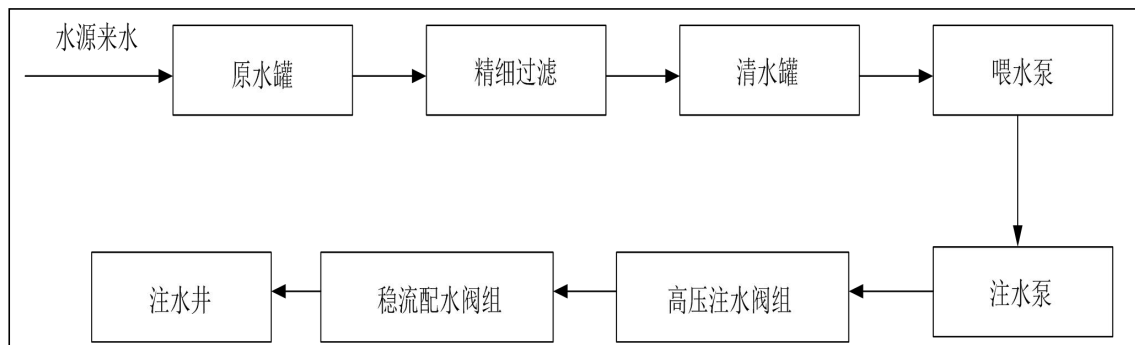 水源来水
原水罐
精细过滤
清水罐
喂水泵
注水泵
高压注水阀组
稳流配水阀组
注水井